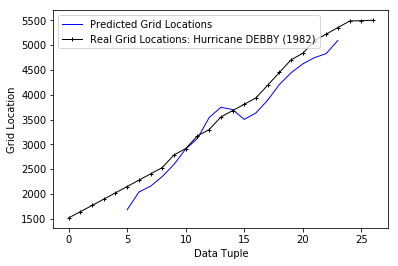 Predicted Grid Locations
Real Grid Locations: Hurricane DEBBY (1982)
5500
5000
4500
4000
3500
3000
2500
2000
1500
Grid Location
0 5 10 15 20 25
Data Tuple